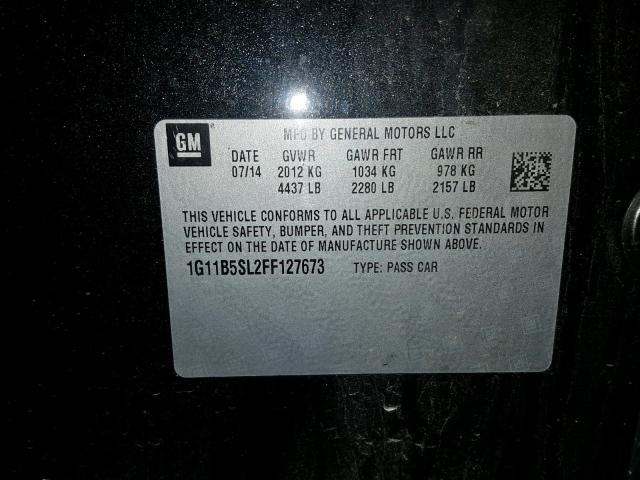 GM
MFD BY GENERAL MOTORS LLC
DATE GVWR GAWR FRT GAWR RR
07/14 2012 KG 1034 KG 978 KG
4437 LB 2280 LB 2157 LB
THIS VEHICLE CONFORMS TO ALL APPLICABLE U.S. FEDERAL MOTOR
VEHICLE SAFETY, BUMPER, AND THEFT PREVENTION STANDARDS IN
EFFECT ON THE DATE OF MANUFACTURE SHOWN ABOVE.
1G11B5SL2FF127673 TYPE: PASS CAR